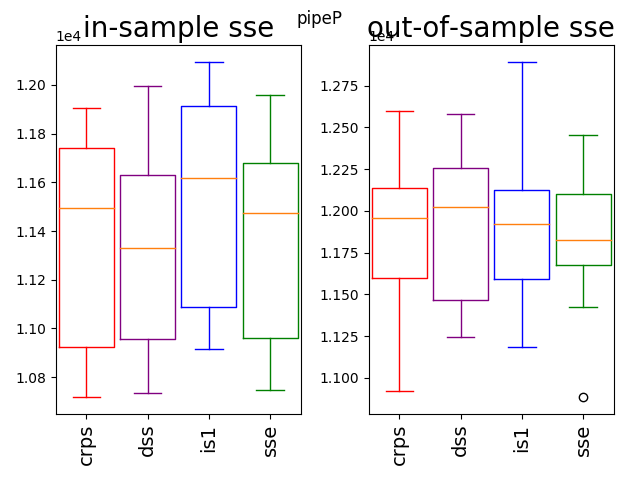 pipeP
in-sample sse
1e4
1.20
1.18
1.16
1.14
1.12
1.10
1.08
crps
dss
is1
sse
out-of-sample sse
1e4
1.275
1.250
1.225
1.200
1.175
1.150
1.125
1.100
crps
dss
is1
sse